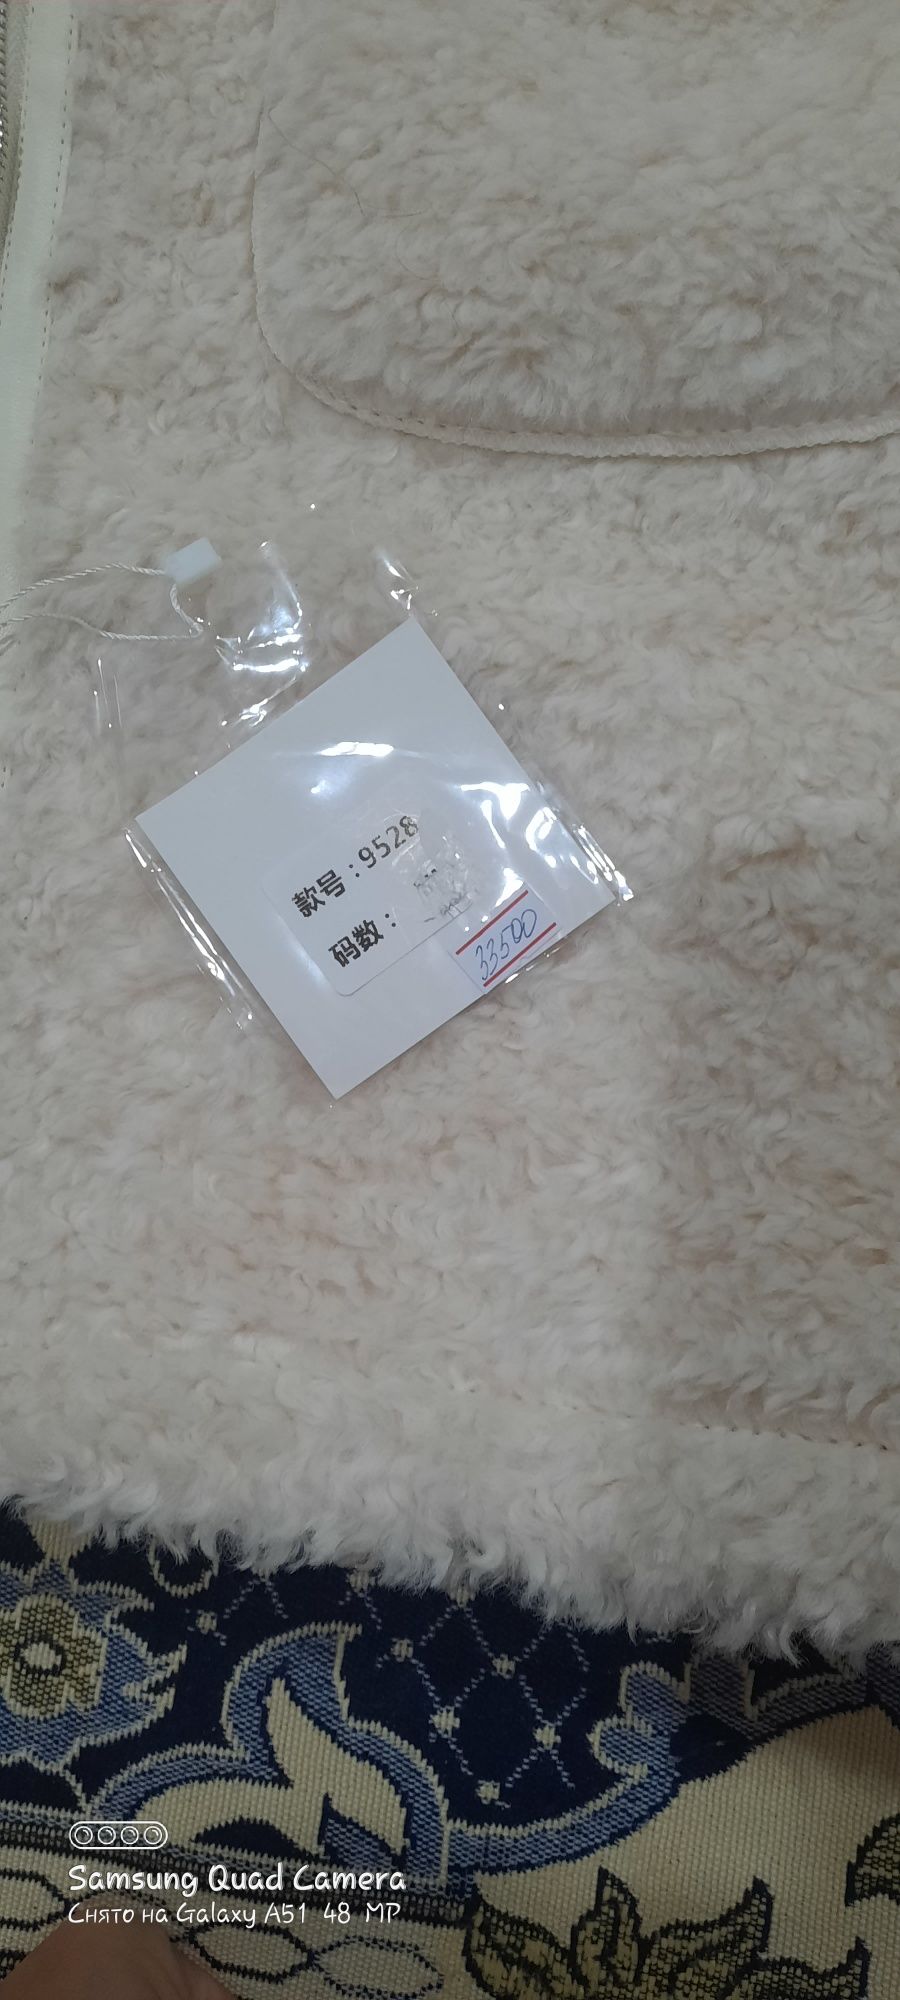 款号：9528
码数：
33500
Samsung Quad Camera
Снято на Galaxy A51 48 MP